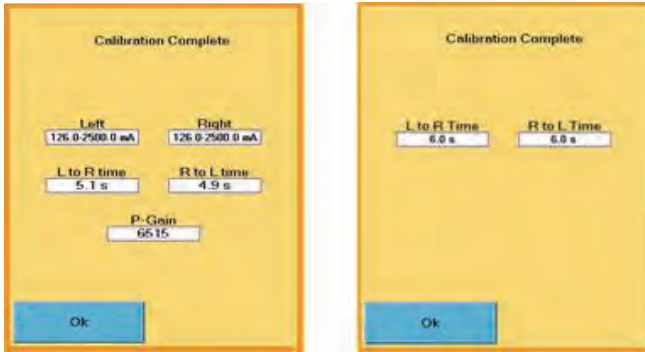 Calibration Complete
Left Right
126.0-2500.0 mA 126.0-2500.0 mA
L to R time R to L time
5.1 s 4.9 s
P-Gain
6515
Ok
Calibration Complete
L to R Time R to L Time
6.0 s 6.0 s
Ok